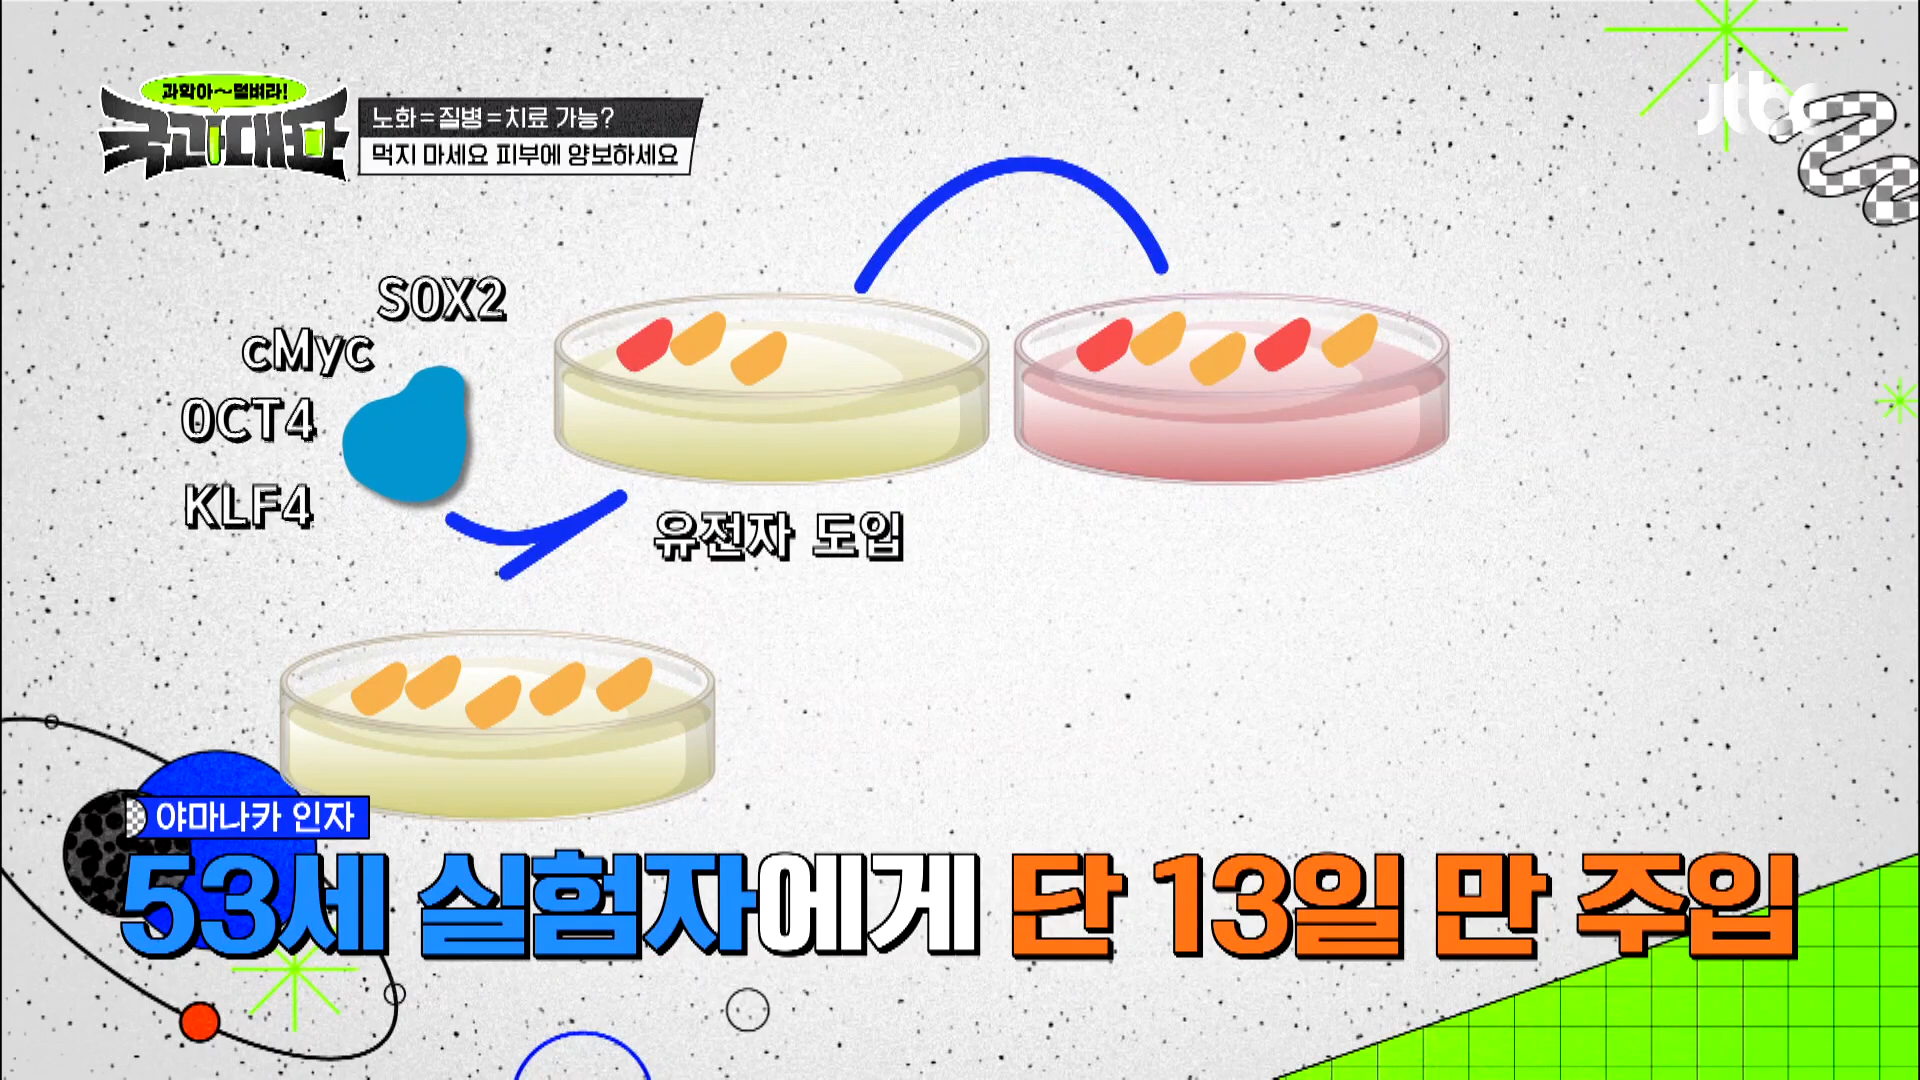 과학아~덤벼라!
국과대표
노화=질병=치료 가능?
먹지 마세요 피부에 양보하세요
jtbc
SOX2
cMyc
OCT4
KLF4
유전자 도입
야마나카 인자
53세 실험자에게 단 13일 만 주입